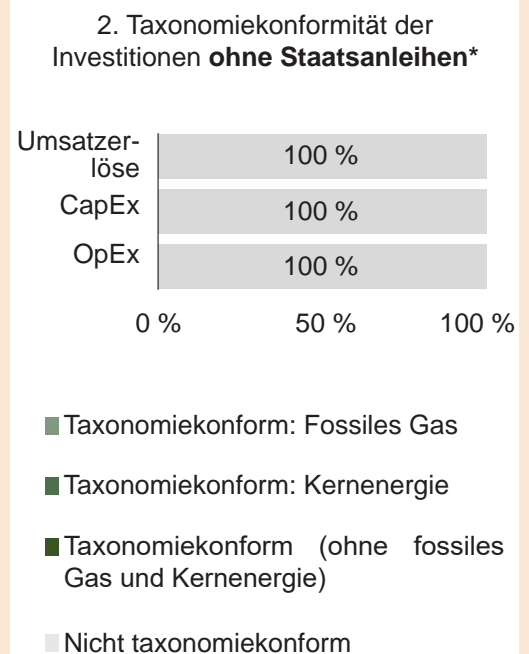 2. Taxonomiekonformität der
Investitionen ohne Staatsanleihen*
Umsatzer-
löse
100 %
CapEx
100 %
OpEx
100 %
0 %
50 %
100 %
Taxonomiekonform: Fossiles Gas
Taxonomiekonform: Kernenergie
Taxonomiekonform (ohne fossiles
Gas und Kernenergie)
Nicht taxonomiekonform